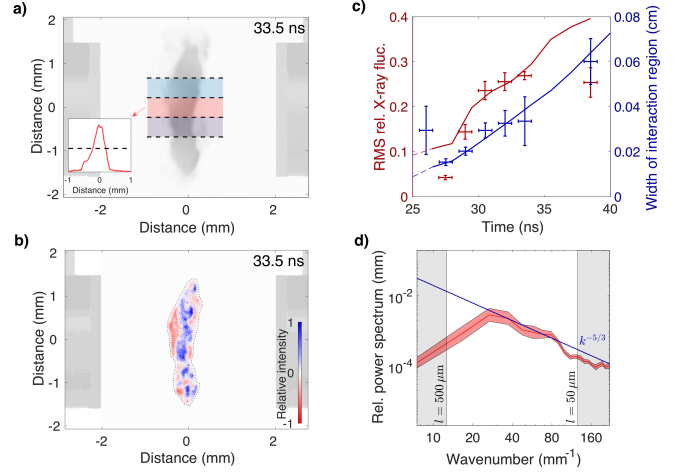 a)
33.5 ns
Distance (mm)
2
1
0
-1
-2
-1 0 1
Distance (mm)
-2 0 2
Distance (mm)
b)
33.5 ns
Distance (mm)
2
1
0
-1
-2
Relative intensity
1
0
-1
-2 0 2
Distance (mm)
c)
RMS rel. X-ray fluc.
0.4
0.3
0.2
0.1
0
Width of interaction region (cm)
0.08
0.06
0.04
0.02
0
25 30 35 40
Time (ns)
d)
Rel. power spectrum (mm)
10-2
10-4
k−5/3
l = 500 μm
l = 50 μm
10 20 40 80 160
Wavenumber (mm-1)